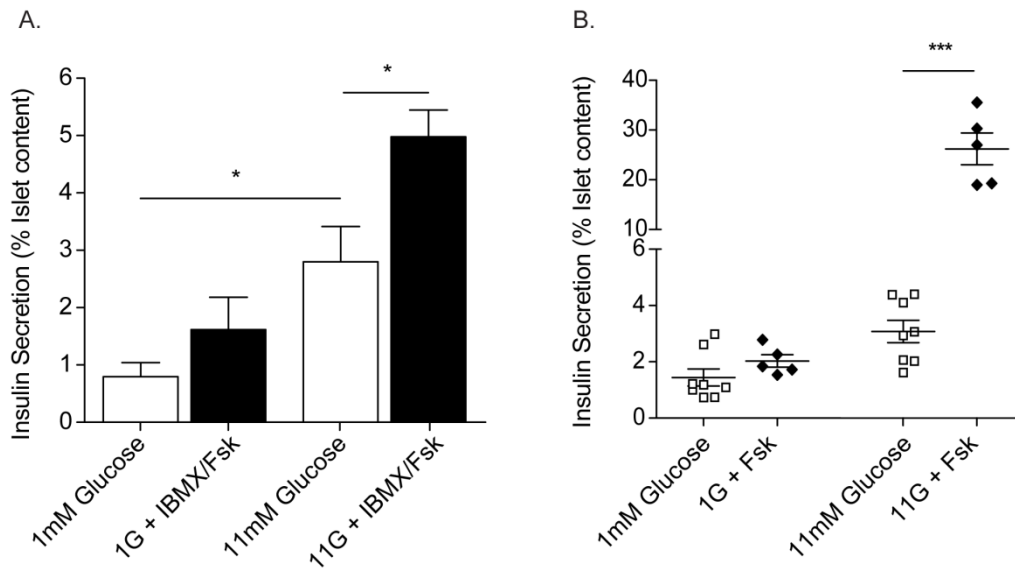 A.
Insulin Secretion (% Islet content)
6
5
4
3
2
1
0
*
*
1mM Glucose
1G + IBMX/Fsk
11mM Glucose
11G + IBMX/Fsk
B.
Insulin Secretion (% Islet content)
40
30
20
10
6
4
2
0
***
1mM Glucose
1G + Fsk
11mM Glucose
11G + Fsk